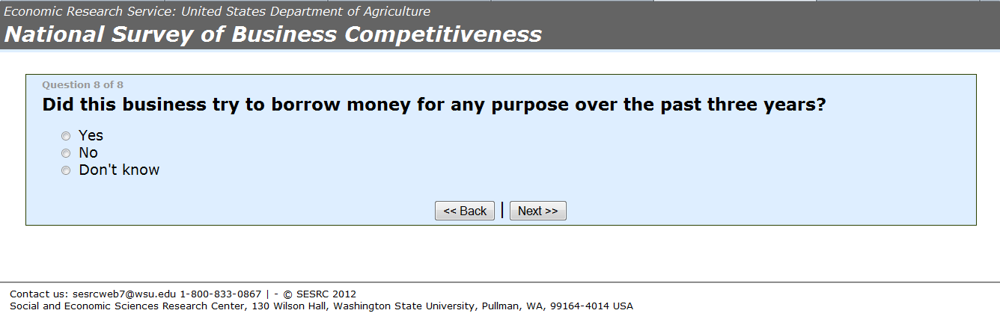 Economic Research Service: United States Department of Agriculture
National Survey of Business Competitiveness
Question 8 of 8
Did this business try to borrow money for any purpose over the past three years?
Yes
No
Don't know
<< Back | Next >>
Contact us: sesrcweb7@wsu.edu 1-800-833-0867 | - © SESRC 2012
Social and Economic Sciences Research Center, 130 Wilson Hall, Washington State University, Pullman, WA, 99164-4014 USA